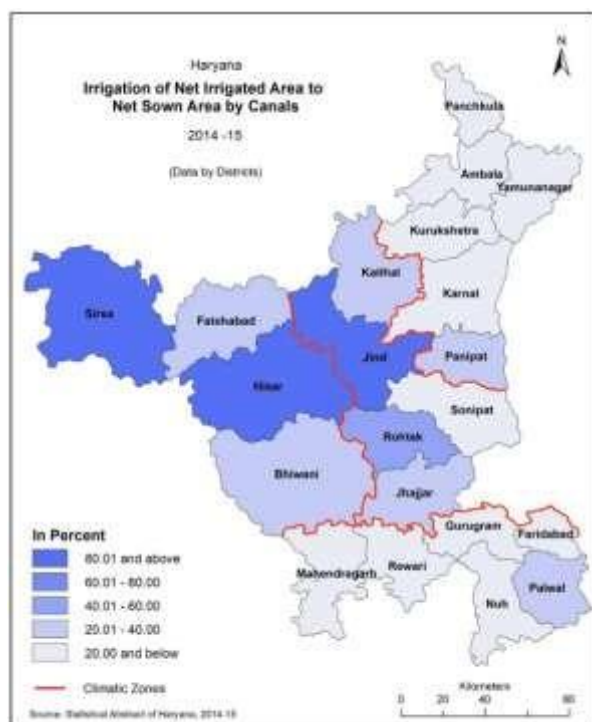 Haryana
Irrigation of Net Irrigated Area to
Net Sown Area by Canals
2014 -15
(Data by Districts)
N
Panchkula
Ambala
Yamunanagar
Kurukshetra
Kaithal
Karnal
Sirsa
Fatehabad
Jind
Panipat
Hisar
Sonipat
Rohtak
Bhiwani
Jhajjar
Gurugram
Faridabad
Mahendragarh
Rewari
Nuh
Palwal
In Percent
80.01 and above
60.01 - 80.00
40.01 - 60.00
20.01 - 40.00
20.00 and below
Climatic Zones
Kilometers
0 20 40 80
Source: Statistical Abstract of Haryana, 2014-15